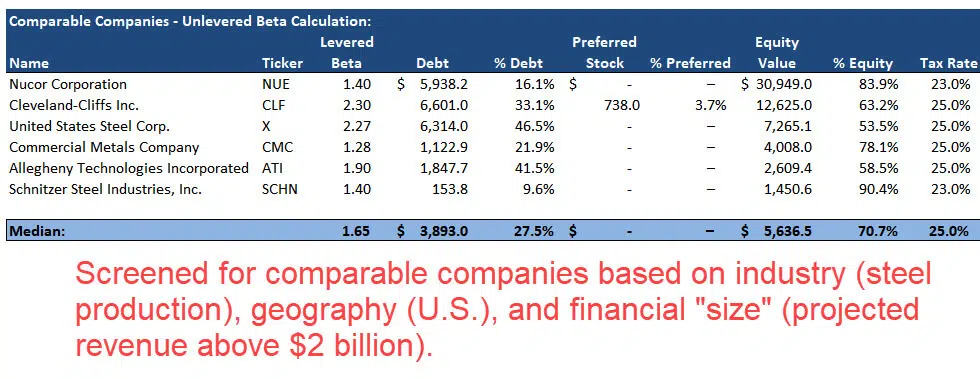 Comparable Companies - Unlevered Beta Calculation:
Levered Preferred Equity
Name Ticker Beta Debt % Debt Stock % Preferred Value % Equity Tax Rate
Nucor Corporation NUE 1.40 $ 5,938.2 16.1% $ - – $ 30,949.0 83.9% 23.0%
Cleveland-Cliffs Inc. CLF 2.30 6,601.0 33.1% 738.0 3.7% 12,625.0 63.2% 25.0%
United States Steel Corp. X 2.27 6,314.0 46.5% - – 7,265.1 53.5% 25.0%
Commercial Metals Company CMC 1.28 1,122.9 21.9% - – 4,008.0 78.1% 25.0%
Allegheny Technologies Incorporated ATI 1.90 1,847.7 41.5% - – 2,609.4 58.5% 25.0%
Schnitzer Steel Industries, Inc. SCHN 1.40 153.8 9.6% - – 1,450.6 90.4% 23.0%
Median: 1.65 $ 3,893.0 27.5% $ - – $ 5,636.5 70.7% 25.0%
Screened for comparable companies based on industry (steel
production), geography (U.S.), and financial "size" (projected
revenue above $2 billion).